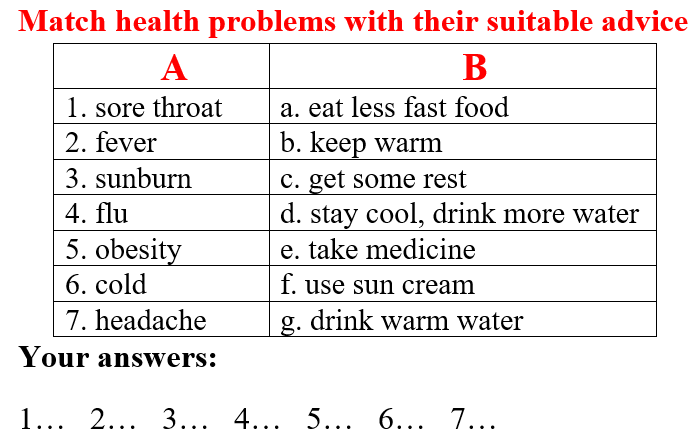 Match health problems with their suitable advice
A B
1. sore throat a. eat less fast food
2. fever b. keep warm
3. sunburn c. get some rest
4. flu d. stay cool, drink more water
5. obesity e. take medicine
6. cold f. use sun cream
7. headache g. drink warm water
Your answers:
1… 2… 3… 4… 5… 6… 7…